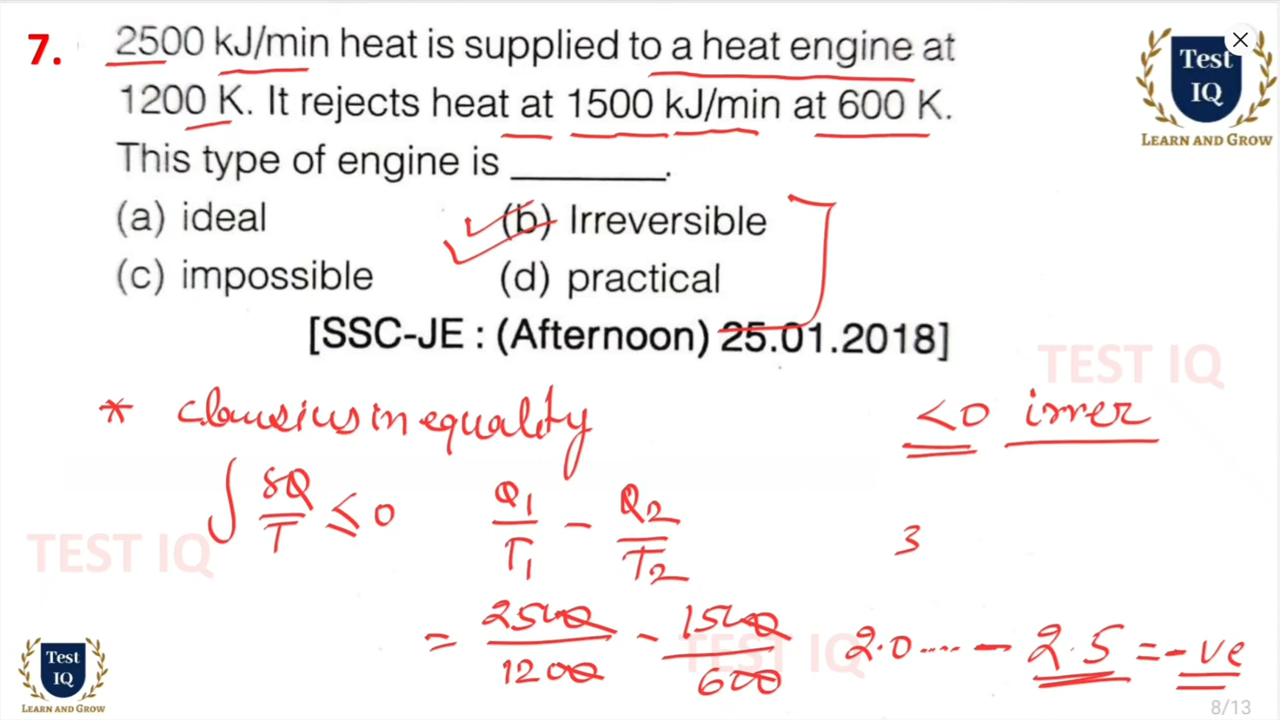 7. 2500 kJ/min heat is supplied to a heat engine at
1200 K. It rejects heat at 1500 kJ/min at 600 K.
This type of engine is ________.
(a) ideal (b) Irreversible
(c) impossible (d) practical
[SSC-JE : (Afternoon) 25.01.2018]
Test
IQ
LEARN AND GROW
TEST IQ
* clausius inequality <0 irrer
∫ δQ/T ≤ 0 Q1/T1 - Q2/T2 3
TEST IQ
= 2500/1200 - 1500/600 2.0.... - 2.5 = -ve
TEST IQ
Test
IQ
LEARN AND GROW
8/13